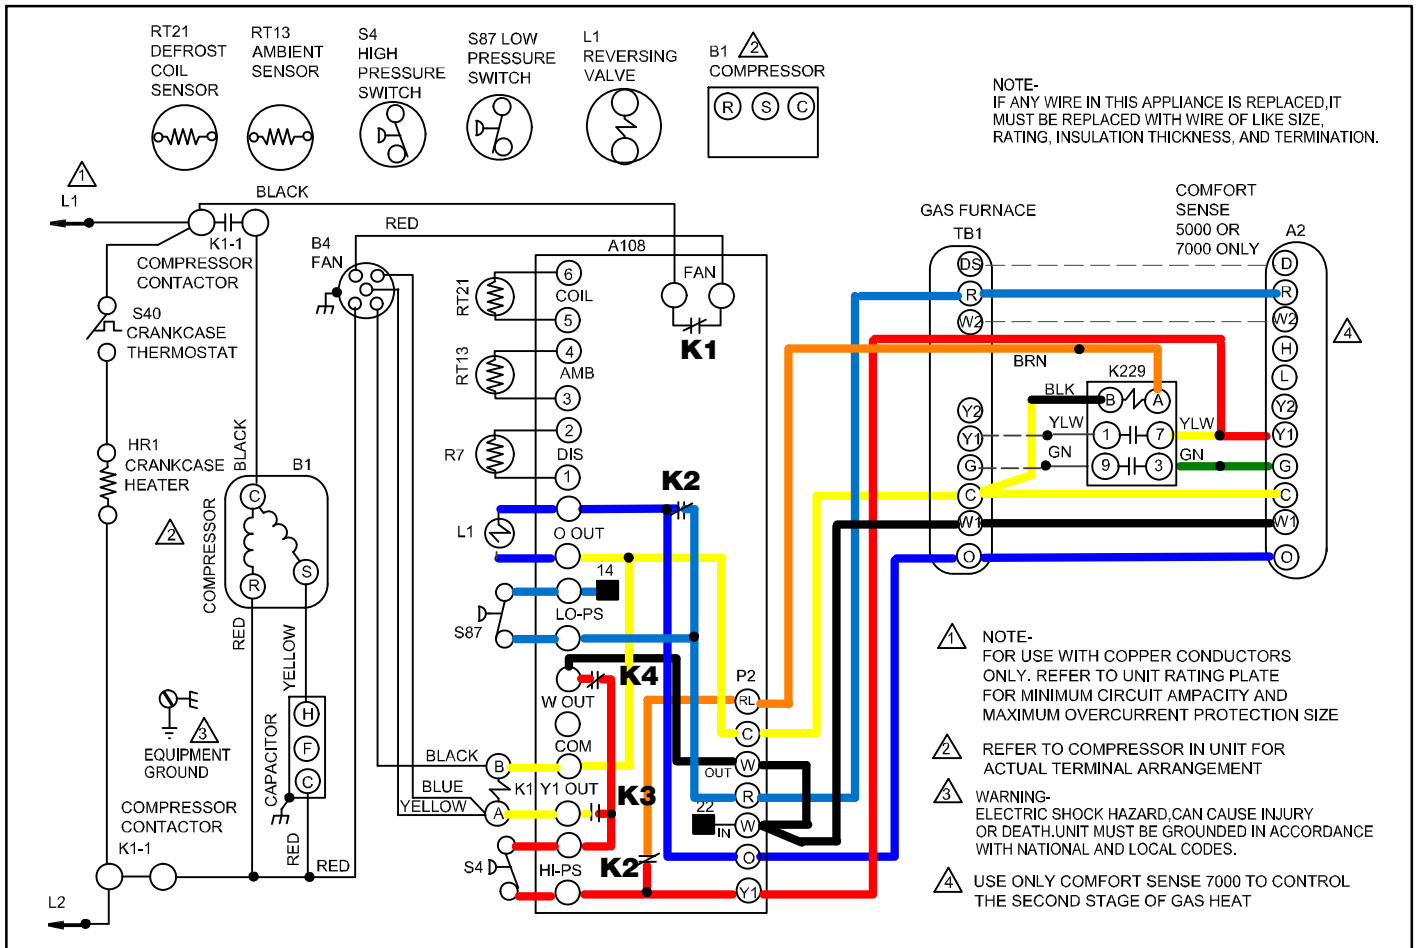 RT21
DEFROST
COIL
SENSOR
RT13
AMBIENT
SENSOR
S4
HIGH
PRESSURE
SWITCH
S87 LOW
PRESSURE
SWITCH
L1
REVERSING
VALVE
B1 2
COMPRESSOR
R S C
NOTE-
IF ANY WIRE IN THIS APPLIANCE IS REPLACED,IT
MUST BE REPLACED WITH WIRE OF LIKE SIZE,
RATING, INSULATION THICKNESS, AND TERMINATION.
1
L1
BLACK
K1-1
COMPRESSOR
CONTACTOR
RED
B4
FAN
S40
CRANKCASE
THERMOSTAT
HR1
CRANKCASE
HEATER
2
BLACK
B1
COMPRESSOR
C
R
S
RED
YELLOW
3
EQUIPMENT
GROUND
CAPACITOR
H
F
C
RED
RED
COMPRESSOR
CONTACTOR
K1-1
L2
BLACK
BLUE
YELLOW
A108
FAN
K1
RT21
6
COIL
5
RT13
4
AMB
3
R7
2
DIS
1
L1
O OUT
K2
14
S87
LO-PS
K4
W OUT
COM
B
K1
A
Y1 OUT
K3
S4
HI-PS
K2
22
P2
RL
C
OUT W
R
IN W
O
Y1
GAS FURNACE
TB1
DS
R
W2
Y2
Y1
G
C
W1
O
COMFORT
SENSE
5000 OR
7000 ONLY
A2
D
R
W2
H
L
Y2
Y1
G
C
W1
O
4
BRN
K229
BLK
B A
YLW
1 7
YLW
GN
9 3
GN
1 NOTE-
FOR USE WITH COPPER CONDUCTORS
ONLY. REFER TO UNIT RATING PLATE
FOR MINIMUM CIRCUIT AMPACITY AND
MAXIMUM OVERCURRENT PROTECTION SIZE
2 REFER TO COMPRESSOR IN UNIT FOR
ACTUAL TERMINAL ARRANGEMENT
3 WARNING-
ELECTRIC SHOCK HAZARD,CAN CAUSE INJURY
OR DEATH.UNIT MUST BE GROUNDED IN ACCORDANCE
WITH NATIONAL AND LOCAL CODES.
4 USE ONLY COMFORT SENSE 7000 TO CONTROL
THE SECOND STAGE OF GAS HEAT